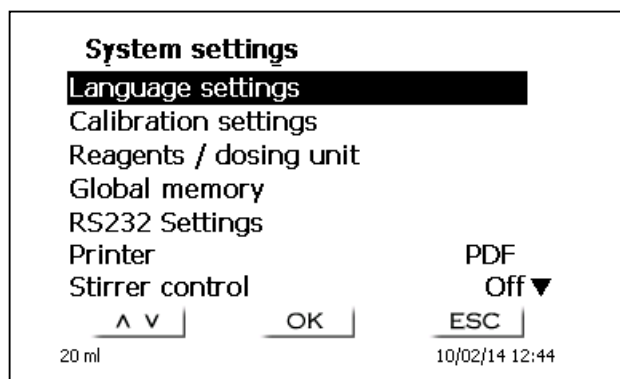 System settings
Language settings
Calibration settings
Reagents / dosing unit
Global memory
RS232 Settings
Printer PDF
Stirrer control Off ▼
∧ ∨ OK ESC
20 ml 10/02/14 12:44